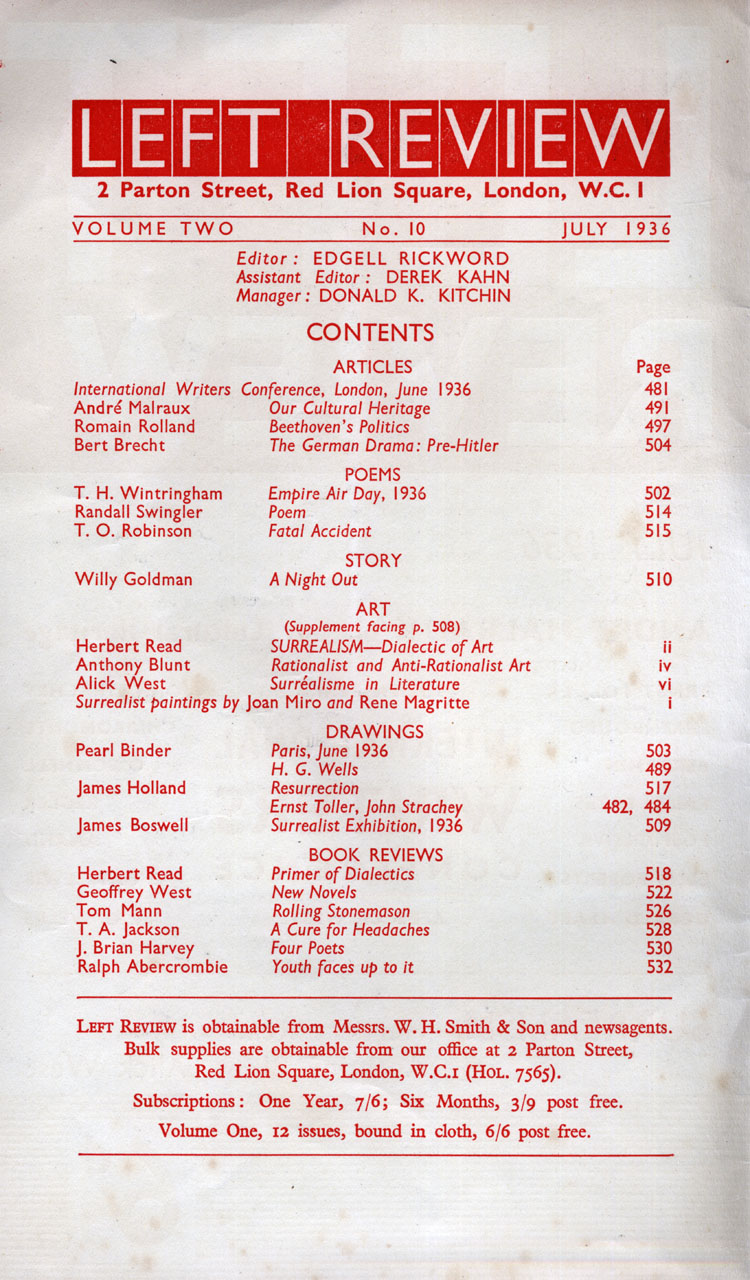 LEFT REVIEW
2 Parton Street, Red Lion Square, London, W.C. 1
VOLUME TWO No. 10 JULY 1936
Editor: EDGELL RICKWORD
Assistant Editor: DEREK KAHN
Manager: DONALD K. KITCHIN
CONTENTS
ARTICLES Page
International Writers Conference, London, June 1936 481
André Malraux Our Cultural Heritage 491
Romain Rolland Beethoven's Politics 497
Bert Brecht The German Drama: Pre-Hitler 504
POEMS
T. H. Wintringham Empire Air Day, 1936 502
Randall Swingler Poem 514
T. O. Robinson Fatal Accident 515
STORY
Willy Goldman A Night Out 510
ART
(Supplement facing p. 508)
Herbert Read SURREALISM—Dialectic of Art ii
Anthony Blunt Rationalist and Anti-Rationalist Art iv
Alick West Surréalisme in Literature vi
Surrealist paintings by Joan Miro and Rene Magritte i
DRAWINGS
Pearl Binder Paris, June 1936 503
H. G. Wells 489
James Holland Resurrection 517
Ernst Toller, John Strachey 482, 484
James Boswell Surrealist Exhibition, 1936 509
BOOK REVIEWS
Herbert Read Primer of Dialectics 518
Geoffrey West New Novels 522
Tom Mann Rolling Stonemason 526
T. A. Jackson A Cure for Headaches 528
J. Brian Harvey Four Poets 530
Ralph Abercrombie Youth faces up to it 532
LEFT REVIEW is obtainable from Messrs. W. H. Smith & Son and newsagents.
Bulk supplies are obtainable from our office at 2 Parton Street,
Red Lion Square, London, W.C.1 (HOL. 7565).
Subscriptions: One Year, 7/6; Six Months, 3/9 post free.
Volume One, 12 issues, bound in cloth, 6/6 post free.